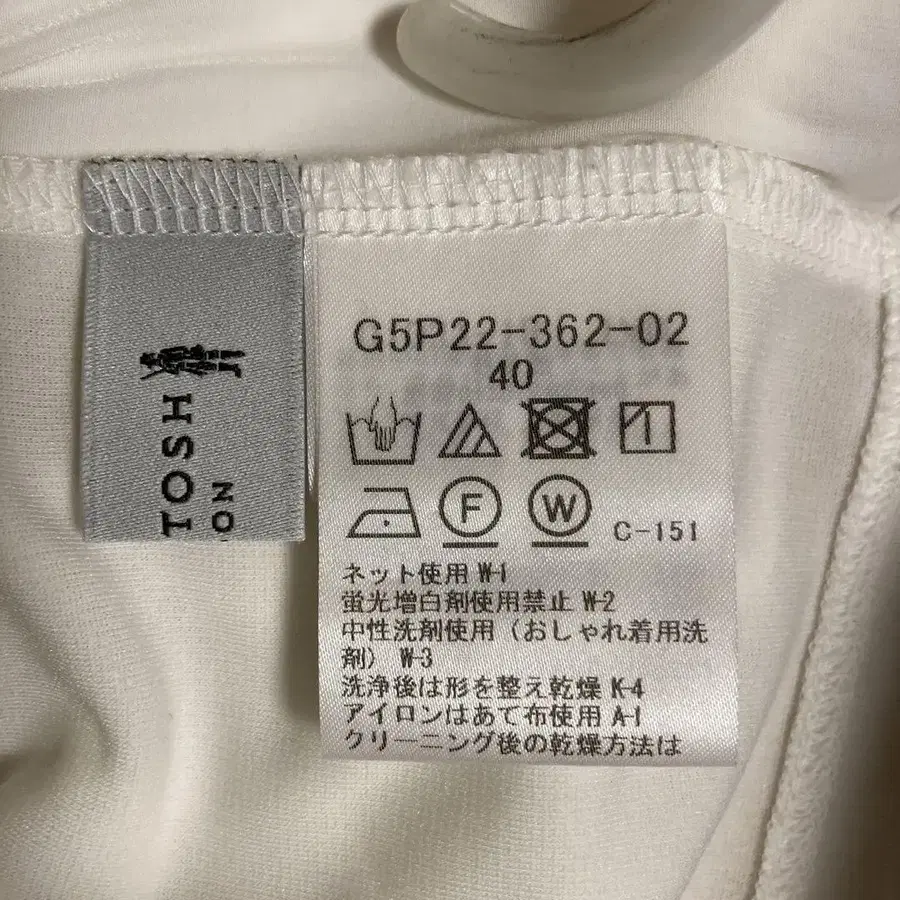 TOSH
ON
G5P22-362-02
40
F
W
C-151
ネット使用 W-1
蛍光増白剤使用禁止 W-2
中性洗剤使用（おしゃれ着用洗
剤） W-3
洗浄後は形を整え乾燥 K-4
アイロンはあて布使用 A-1
クリーニング後の乾燥方法は